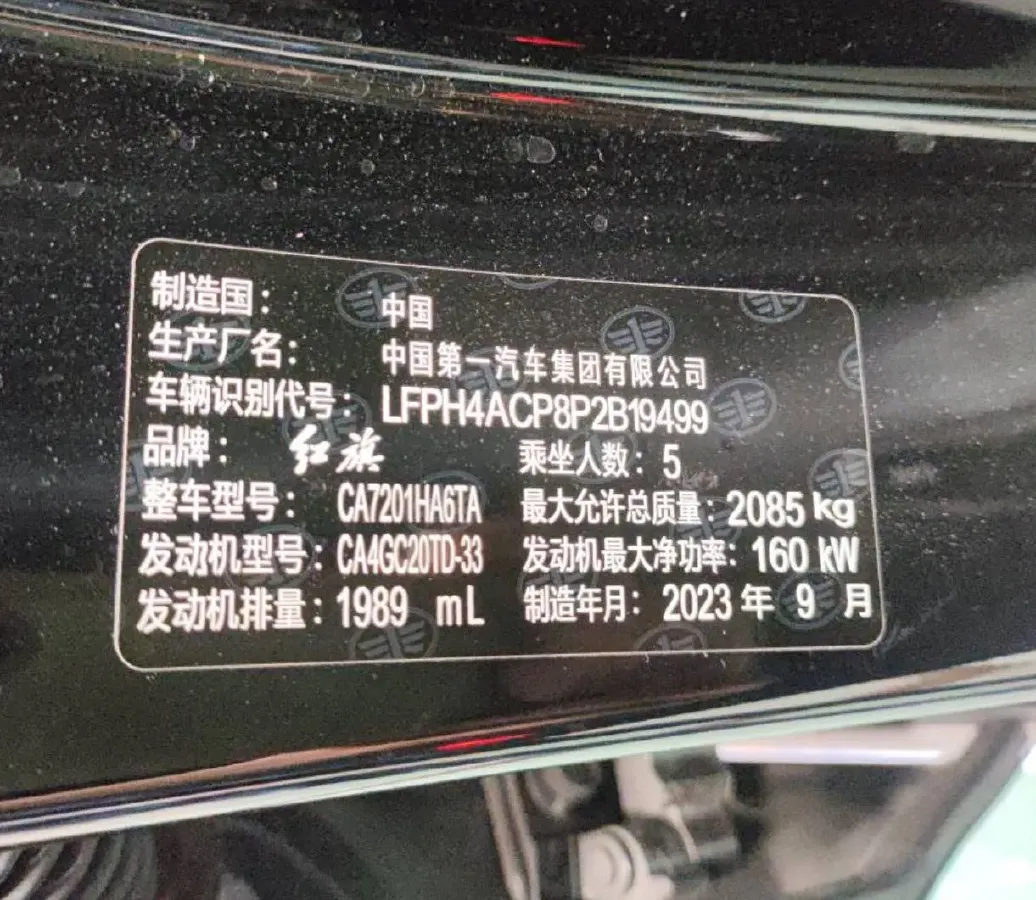 制造国： 中国
生产厂名： 中国第一汽车集团有限公司
车辆识别代号： LFPH4ACP8P2B19499
品牌： 红旗 乘坐人数：5
整车型号： CA7201HA6TA 最大允许总质量：2085 kg
发动机型号：CA4GC20TD-33 发动机最大净功率：160 kW
发动机排量：1989 mL 制造年月：2023 年 9 月